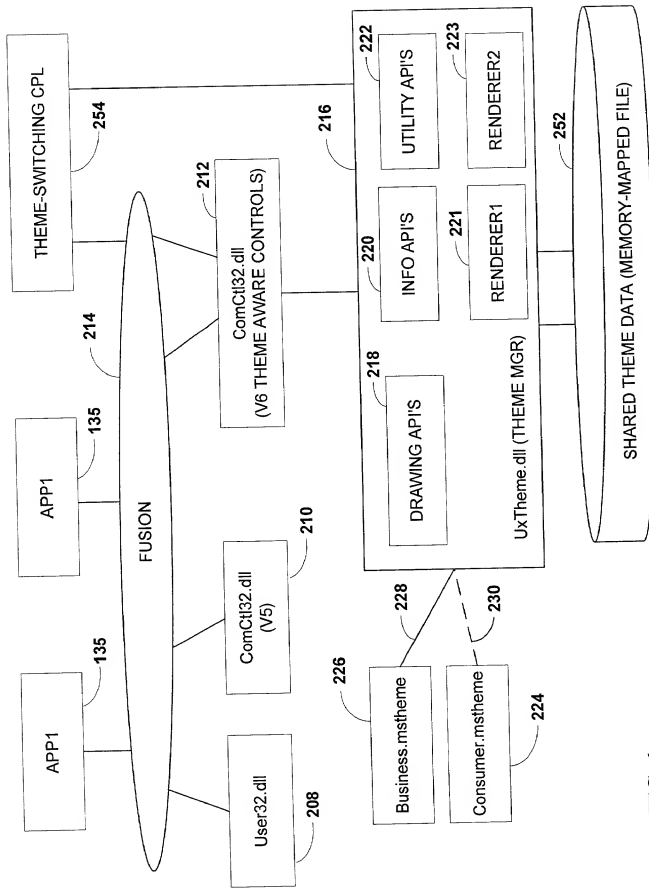 APP1
135
APP1
135
THEME-SWITCHING CPL
254
214
FUSION
User32.dll
208
ComCtl32.dll
(V5)
210
ComCtl32.dll
(V6 THEME AWARE CONTROLS)
212
216
226
Business.mstheme
228
Consumer.mstheme
224
230
DRAWING API'S
218
INFO API'S
220
UTILITY API'S
222
RENDERER1
221
RENDERER2
223
UxTheme.dll (THEME MGR)
252
SHARED THEME DATA (MEMORY-MAPPED FILE)